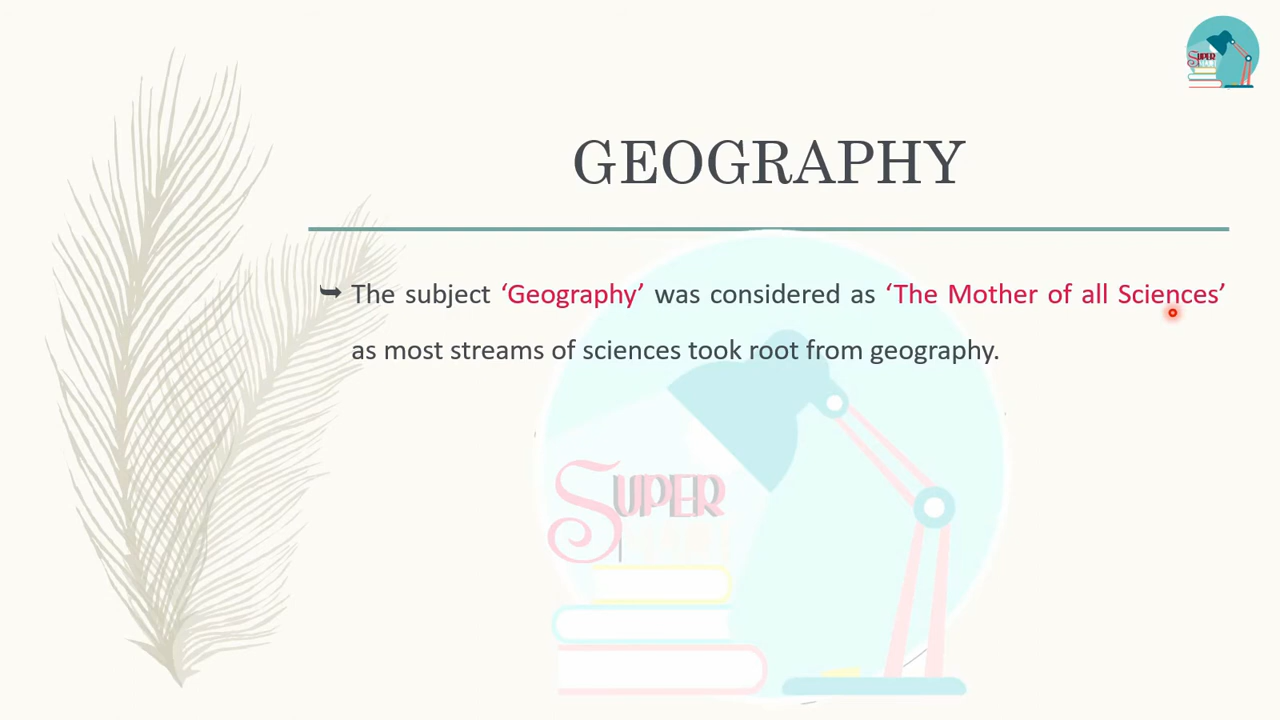 SUPER
GEOGRAPHY
The subject ‘Geography’ was considered as ‘The Mother of all Sciences’
as most streams of sciences took root from geography.
SUPER